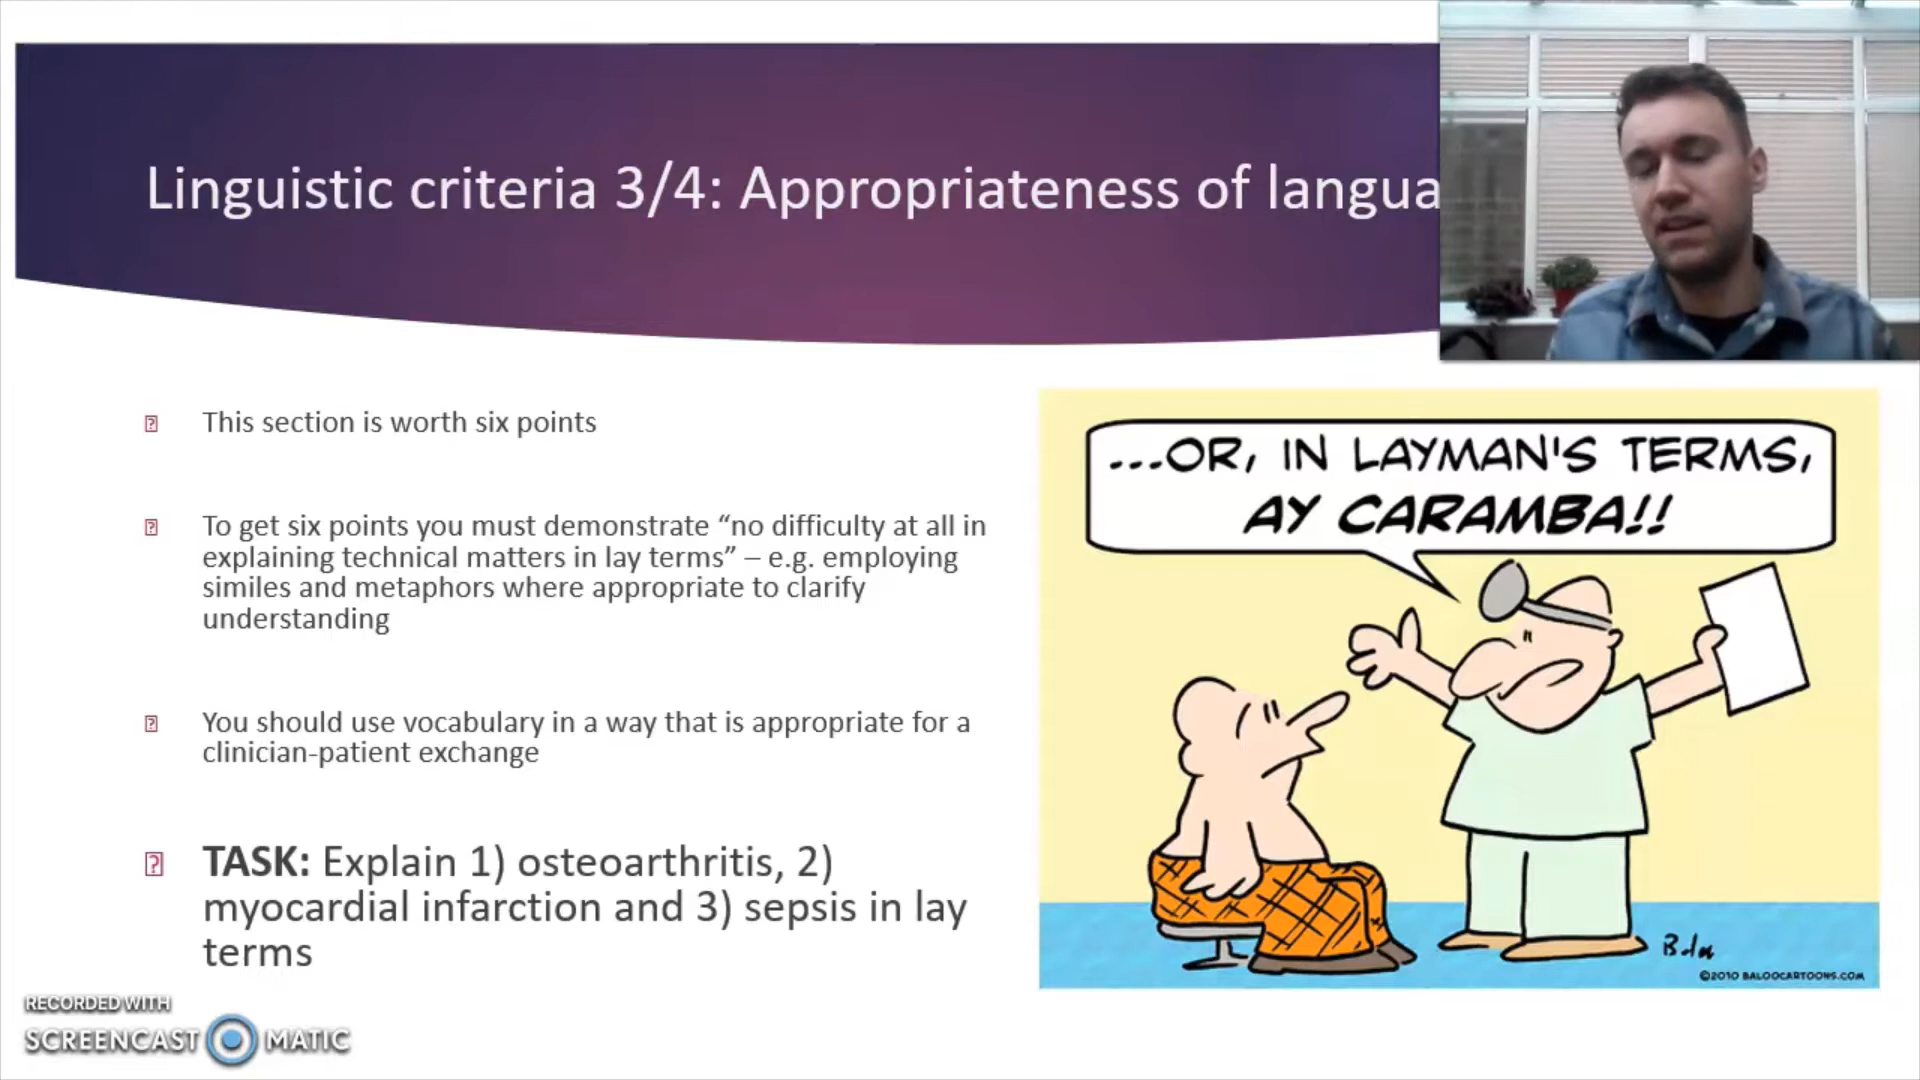 Linguistic criteria 3/4: Appropriateness of langua
This section is worth six points
To get six points you must demonstrate “no difficulty at all in
explaining technical matters in lay terms” – e.g. employing
similes and metaphors where appropriate to clarify
understanding
You should use vocabulary in a way that is appropriate for a
clinician-patient exchange
TASK: Explain 1) osteoarthritis, 2)
myocardial infarction and 3) sepsis in lay
terms
...OR, IN LAYMAN'S TERMS,
AY CARAMBA!!
©2010 BALOOCARTOONS.COM
RECORDED WITH
SCREENCAST MATIC